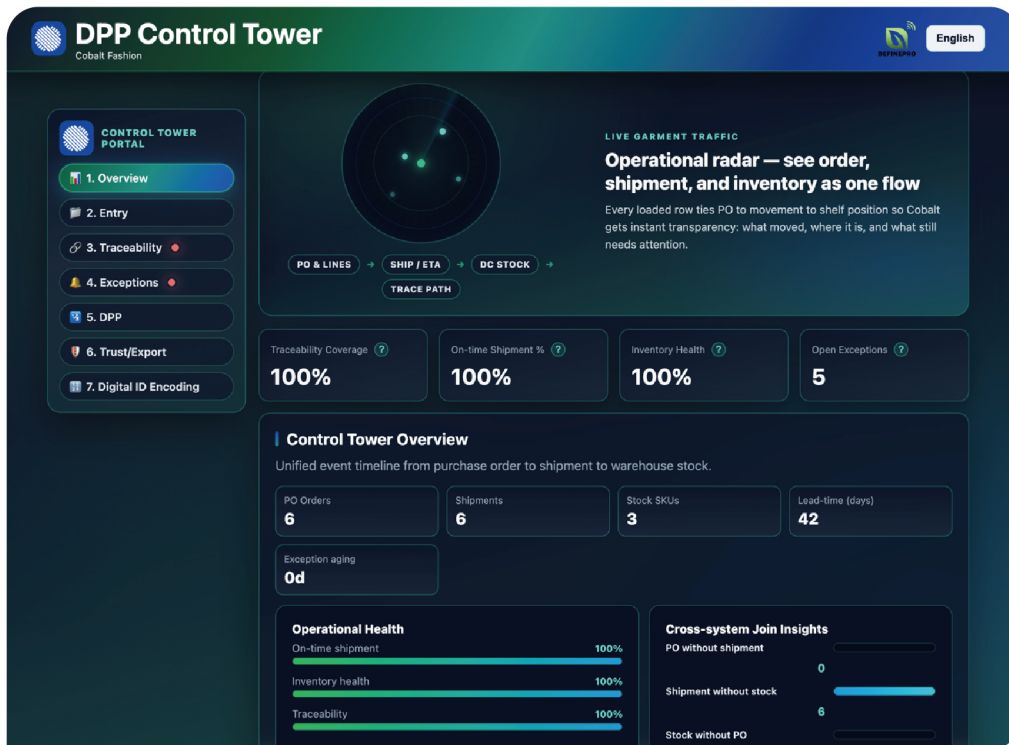 DPP Control Tower
Cobalt Fashion
DEFINEPRO
English
CONTROL TOWER
PORTAL
1. Overview
2. Entry
3. Traceability
4. Exceptions
5. DPP
6. Trust/Export
7. Digital ID Encoding
PO & LINES → SHIP / ETA → DC STOCK →
TRACE PATH
LIVE GARMENT TRAFFIC
Operational radar — see order,
shipment, and inventory as one flow
Every loaded row ties PO to movement to shelf position so Cobalt
gets instant transparency: what moved, where it is, and what still
needs attention.
Traceability Coverage ?
100%
On-time Shipment % ?
100%
Inventory Health ?
100%
Open Exceptions ?
5
Control Tower Overview
Unified event timeline from purchase order to shipment to warehouse stock.
PO Orders
6
Shipments
6
Stock SKUs
3
Lead-time (days)
42
Exception aging
0d
Operational Health
On-time shipment 100%
Inventory health 100%
Traceability 100%
Cross-system Join Insights
PO without shipment
0
Shipment without stock
6
Stock without PO